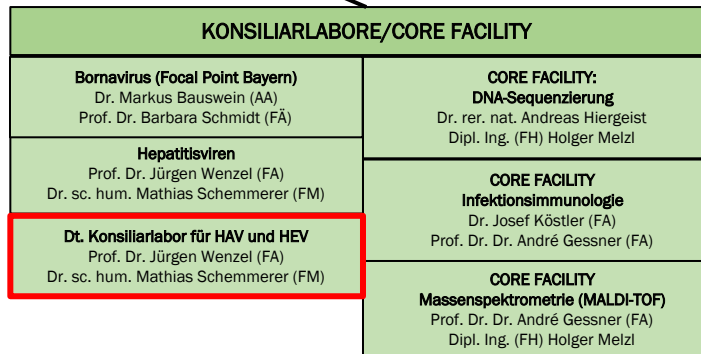 KONSILIARLABORE/CORE FACILITY
Bornavirus (Focal Point Bayern)
Dr. Markus Bauswein (AA)
Prof. Dr. Barbara Schmidt (FÄ)
Hepatitisviren
Prof. Dr. Jürgen Wenzel (FA)
Dr. sc. hum. Mathias Schemmerer (FM)
Dt. Konsiliarlabor für HAV und HEV
Prof. Dr. Jürgen Wenzel (FA)
Dr. sc. hum. Mathias Schemmerer (FM)
CORE FACILITY:
DNA-Sequenzierung
Dr. rer. nat. Andreas Hiergeist
Dipl. Ing. (FH) Holger Melzl
CORE FACILITY
Infektionsimmunologie
Dr. Josef Köstler (FA)
Prof. Dr. Dr. André Gessner (FA)
CORE FACILITY
Massenspektrometrie (MALDI-TOF)
Prof. Dr. Dr. André Gessner (FA)
Dipl. Ing. (FH) Holger Melzl